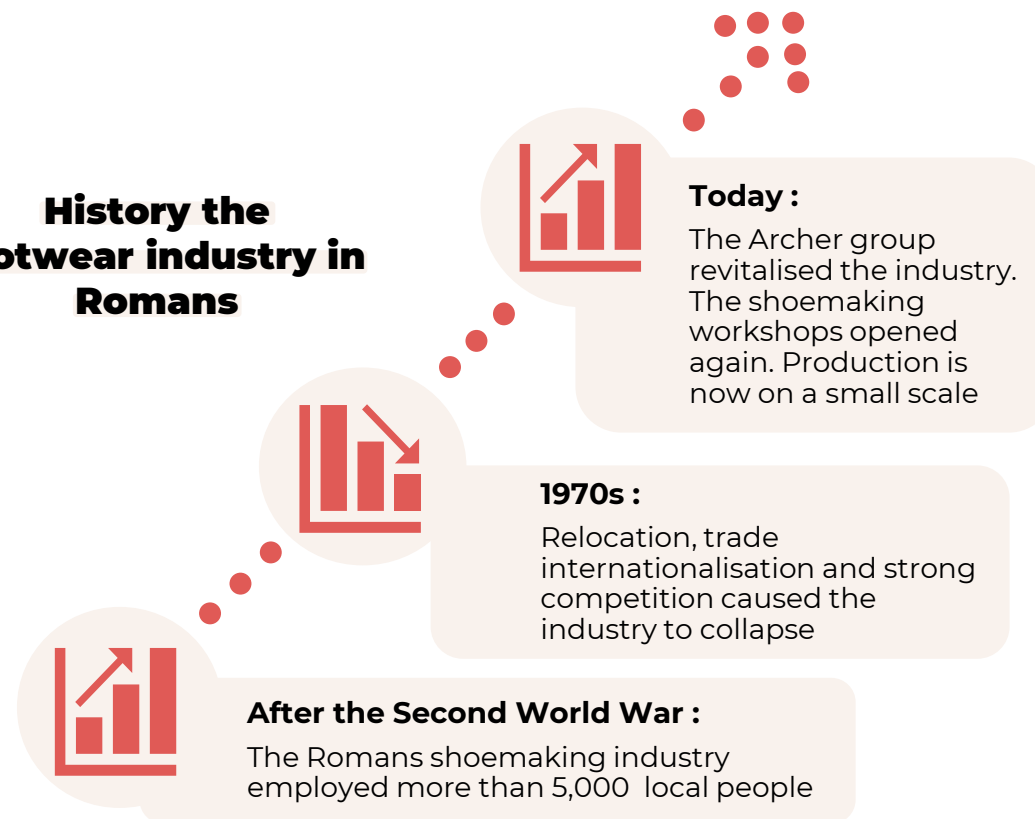 History the
otwear industry in
Romans
Today :
The Archer group
revitalised the industry.
The shoemaking
workshops opened
again. Production is
now on a small scale
1970s :
Relocation, trade
internationalisation and strong
competition caused the
industry to collapse
After the Second World War :
The Romans shoemaking industry
employed more than 5,000 local people